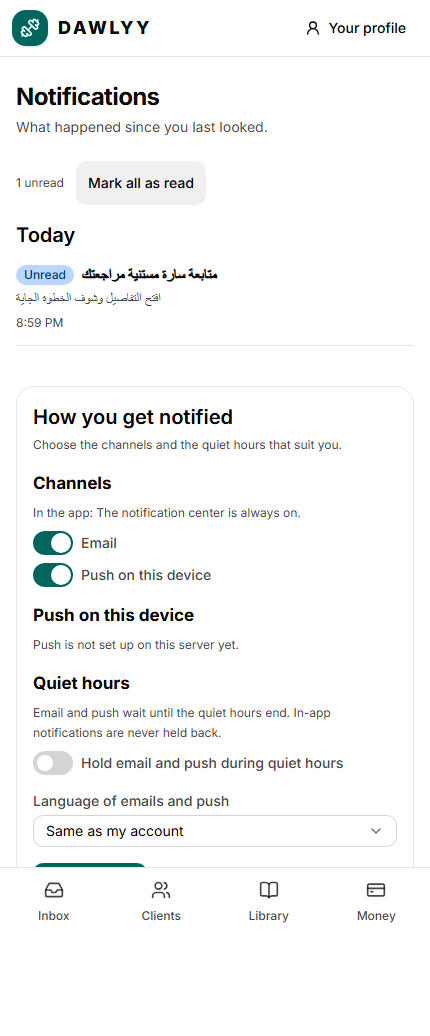 DAWLYY
Your profile
Notifications
What happened since you last looked.
1 unread
Mark all as read
Today
Unread متابعة سارة مستنية مراجعتك
افتح التفاصيل وشوف الخطوة الجاية
8:59 PM
How you get notified
Choose the channels and the quiet hours that suit you.
Channels
In the app: The notification center is always on.
Email
Push on this device
Push on this device
Push is not set up on this server yet.
Quiet hours
Email and push wait until the quiet hours end. In-app
notifications are never held back.
Hold email and push during quiet hours
Language of emails and push
Same as my account
Inbox
Clients
Library
Money